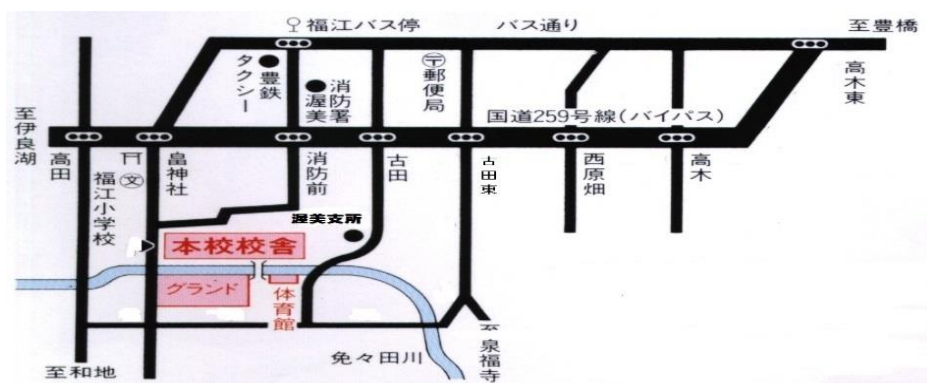 福江バス停
バス通り
至豊橋
豊鉄
タクシー
消防署
渥美
〒郵便局
高木東
国道259号線(バイパス)
至伊良湖
高田
文
福江小学校
畠神社
消防前
古田
古田東
西原畑
高木
渥美支所
本校校舎
グランド
体育館
免々田川
泉福寺
至和地